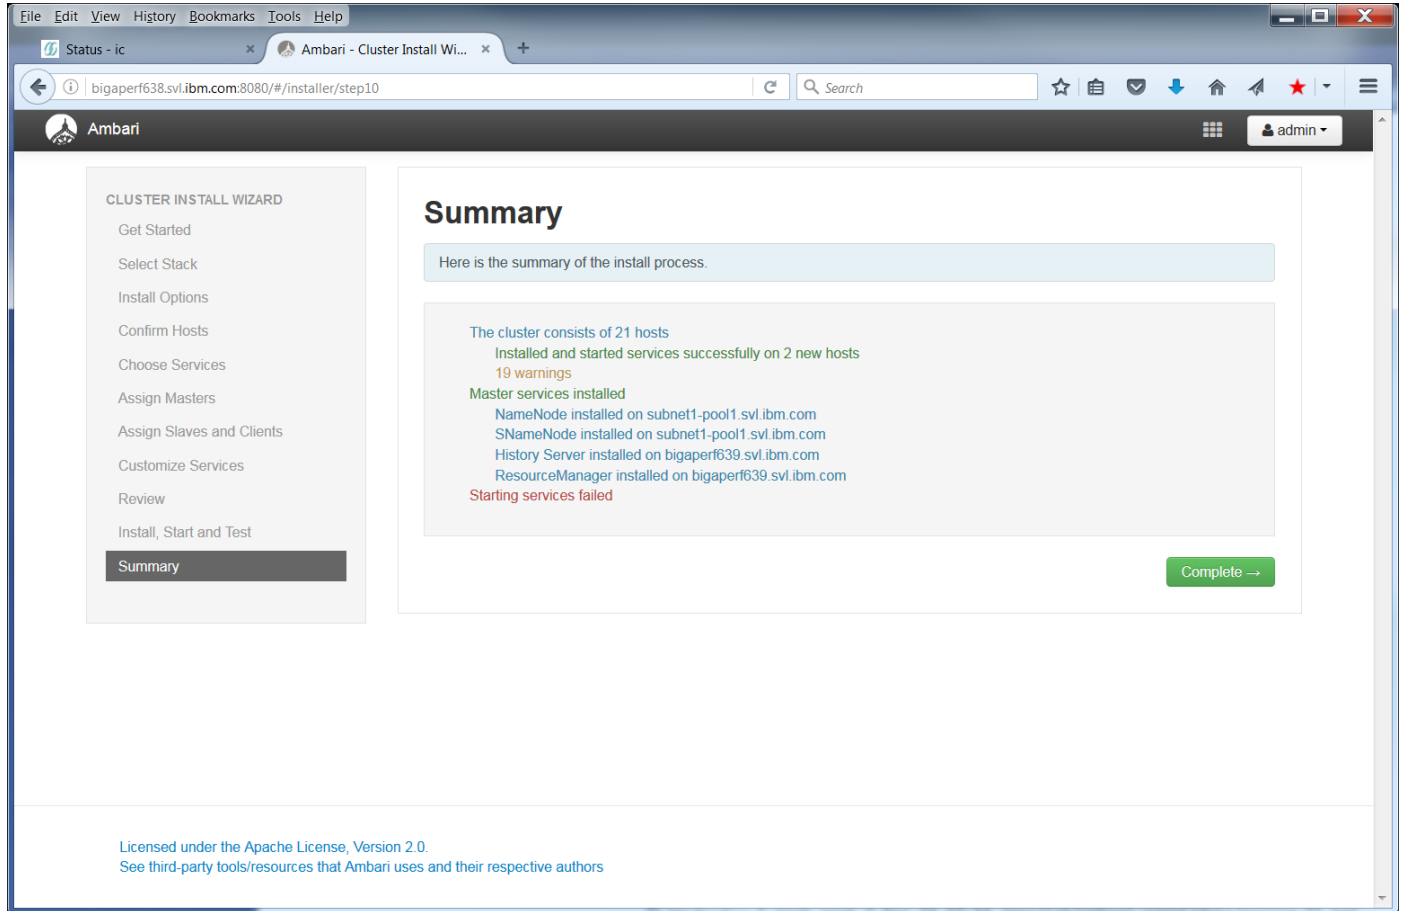 File Edit View History Bookmarks Tools Help
Status - ic × Ambari - Cluster Install Wi... × +
bigaperf638.svl.ibm.com:8080/#/installer/step10 Search
Ambari admin
CLUSTER INSTALL WIZARD
Get Started
Select Stack
Install Options
Confirm Hosts
Choose Services
Assign Masters
Assign Slaves and Clients
Customize Services
Review
Install, Start and Test
Summary
Summary
Here is the summary of the install process.
The cluster consists of 21 hosts
Installed and started services successfully on 2 new hosts
19 warnings
Master services installed
NameNode installed on subnet1-pool1.svl.ibm.com
SNameNode installed on subnet1-pool1.svl.ibm.com
History Server installed on bigaperf639.svl.ibm.com
ResourceManager installed on bigaperf639.svl.ibm.com
Starting services failed
Complete →
Licensed under the Apache License, Version 2.0.
See third-party tools/resources that Ambari uses and their respective authors